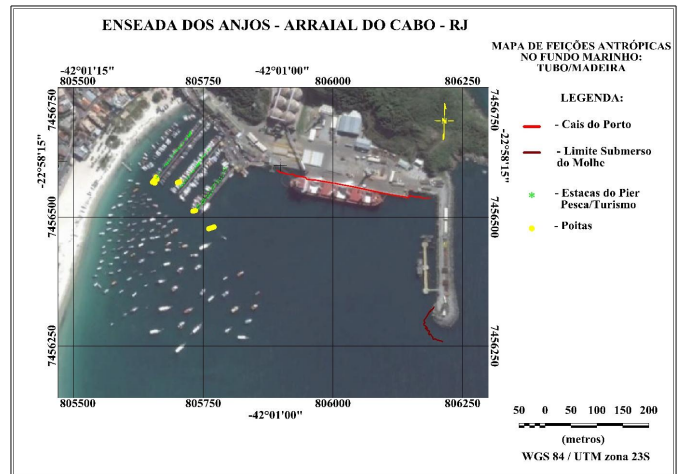 ENSEADA DOS ANJOS - ARRAIAL DO CABO - RJ
MAPA DE FEIÇÕES ANTRÓPICAS
NO FUNDO MARINHO:
TUBO/MADEIRA
-42°01'15"
-42°01'00"
805500
805750
806000
806250
7456750
7456750
-22°58'15"
-22°58'15"
7456500
7456500
7456250
7456250
N
LEGENDA:
- Cais do Porto
- Limite Submerso
do Molhe
- Estacas do Pier
Pesca/Turismo
- Poitas
805500
805750
806000
806250
-42°01'00"
50 0 50 100 150 200
(metros)
WGS 84 / UTM zona 23S